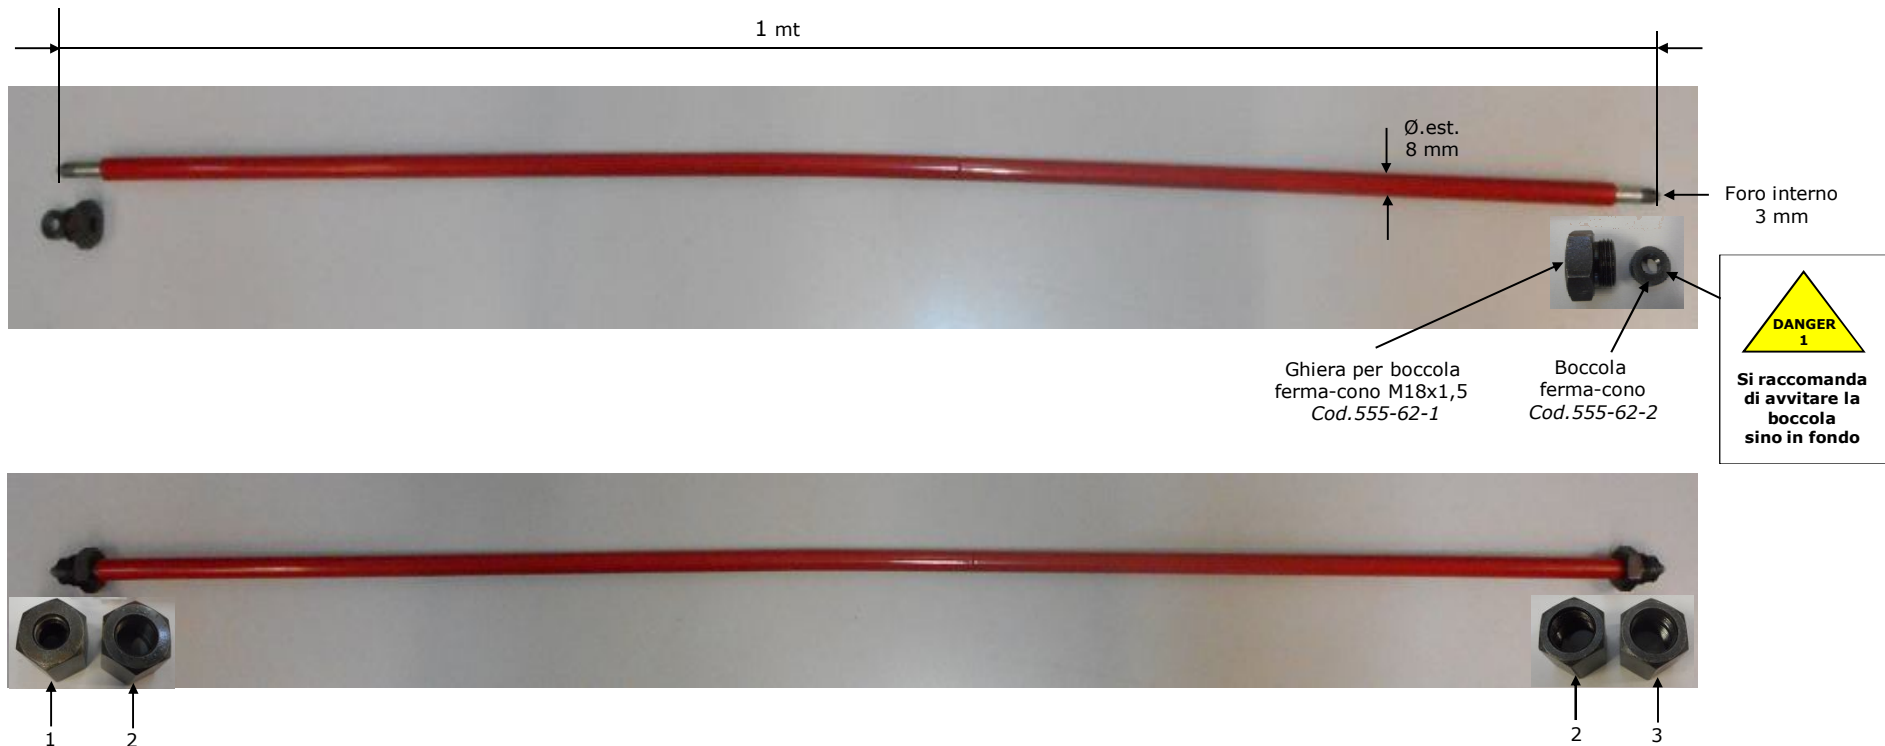 1 mt
Ø.est.
8 mm
Foro interno
3 mm
DANGER
1
Si raccomanda
di avvitare la
boccola
sino in fondo
Ghiera per boccola
ferma-cono M18x1,5
Cod.555-62-1
Boccola
ferma-cono
Cod.555-62-2
1
2
2
3